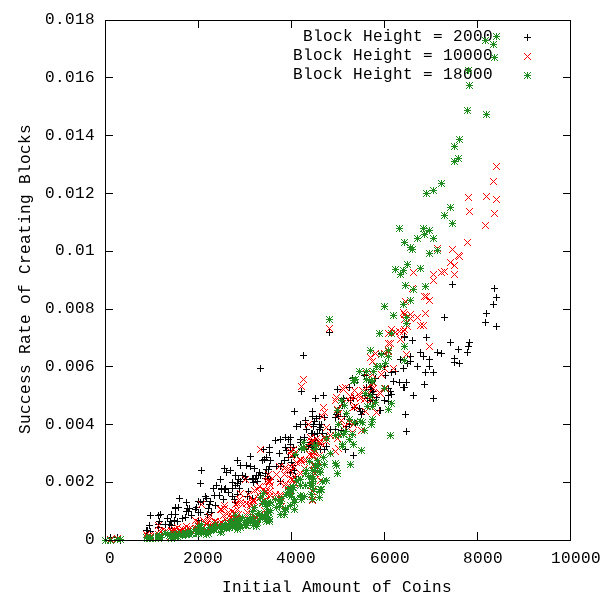 0.018
Block Height = 2000
Block Height = 10000
Block Height = 18000
0.016
0.014
0.012
0.01
0.008
0.006
0.004
0.002
0
Success Rate of Creating Blocks
0 2000 4000 6000 8000 10000
Initial Amount of Coins